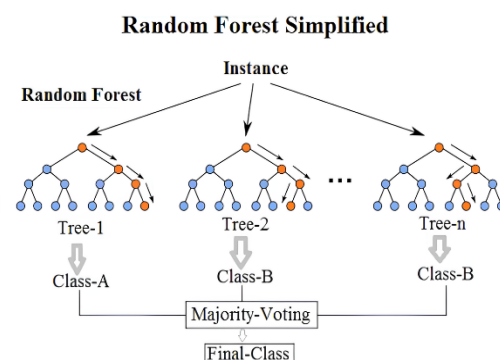 Random Forest Simplified
Instance
Random Forest
...
Tree-1 Tree-2 Tree-n
Class-A Class-B Class-B
Majority-Voting
Final-Class